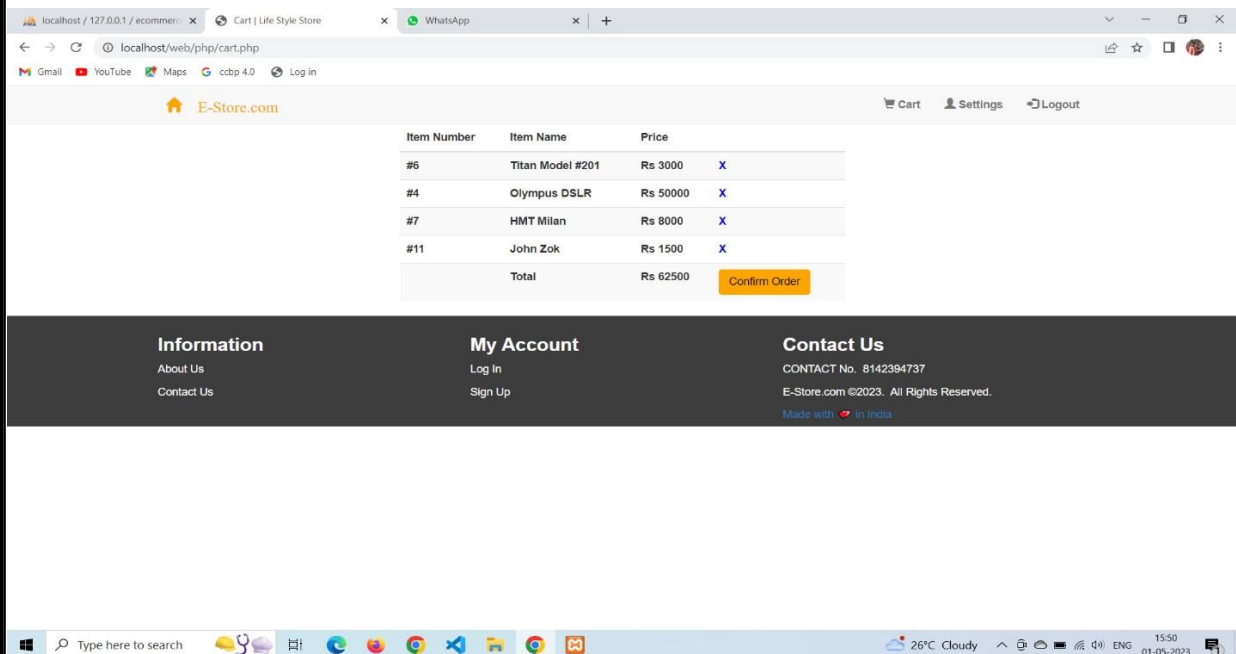 localhost / 127.0.0.1 / ecommerc
Cart | Life Style Store
WhatsApp
localhost/web/php/cart.php
Gmail YouTube Maps ccbp 4.0 Log in
E-Store.com Cart Settings Logout
Item Number Item Name Price
#6 Titan Model #201 Rs 3000 X
#4 Olympus DSLR Rs 50000 X
#7 HMT Milan Rs 8000 X
#11 John Zok Rs 1500 X
Total Rs 62500 Confirm Order
Information My Account Contact Us
About Us Log In CONTACT No. 8142394737
Contact Us Sign Up E-Store.com ©2023. All Rights Reserved.
Made with in India
Type here to search 26°C Cloudy ENG 15:50
01-05-2023